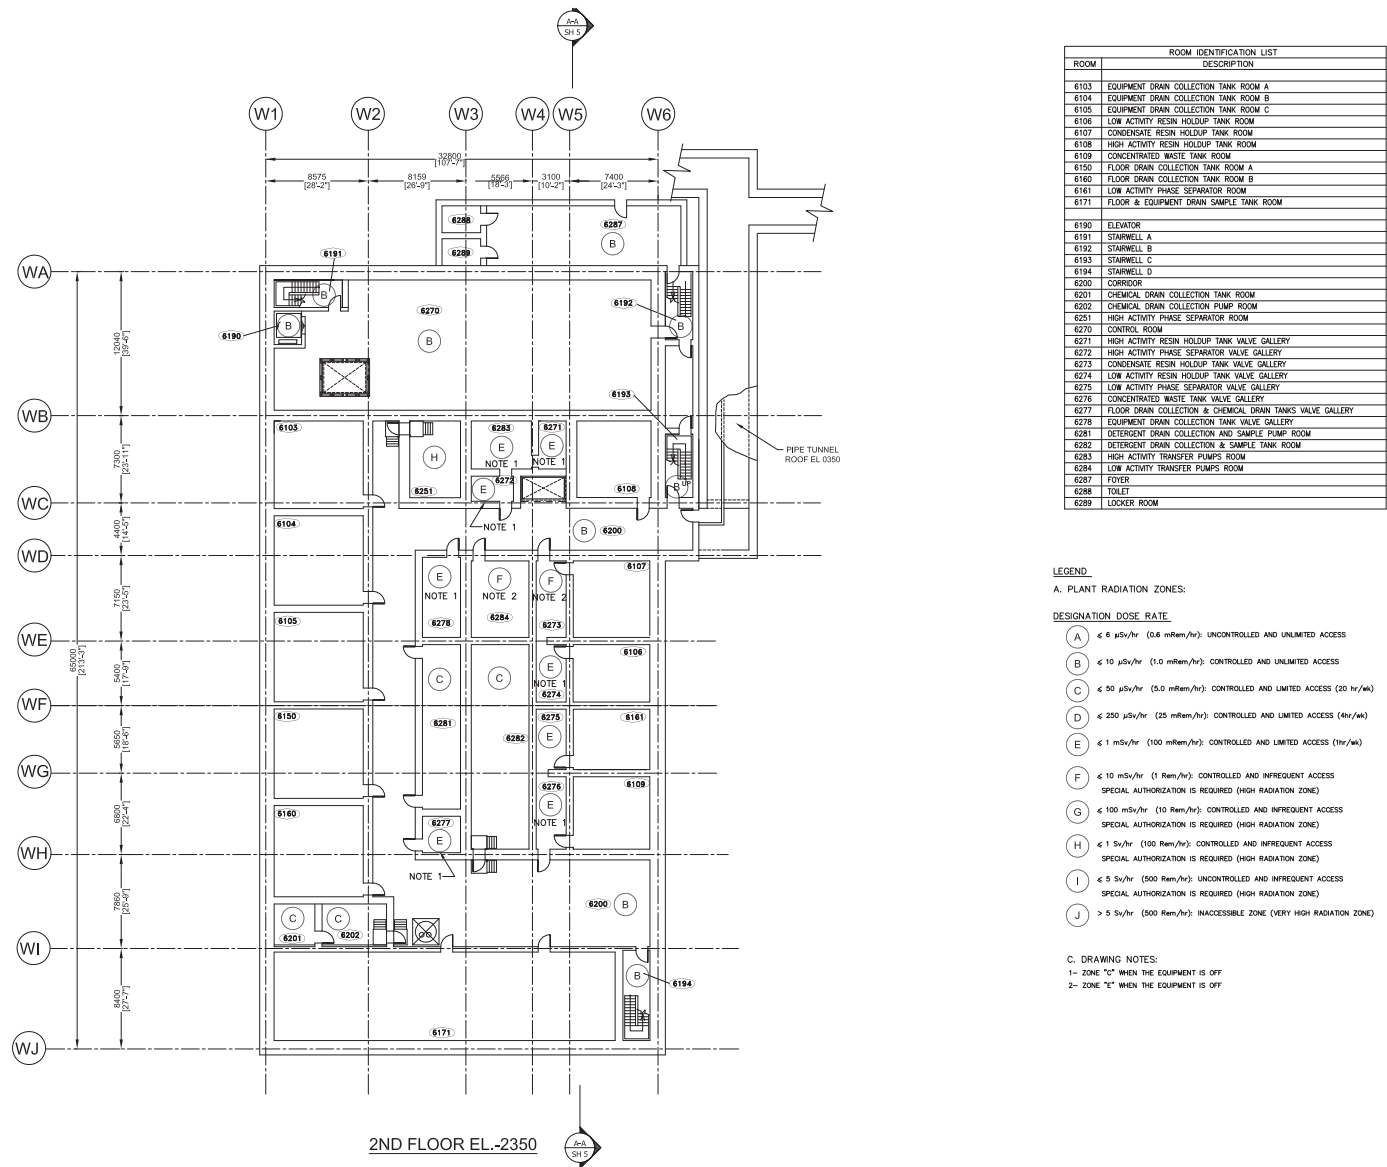 A-A
SH 5
W1 W2 W3 W4 W5 W6
32800
[107'-7"]
8575 8159 5566 3100 7400
[28'-2"] [26'-9"] [18'-3'] [10'-2"] [24'-3"]
6288 6287
B
6289
6191
WA
B
6192
6270
B
6190
B
B
12040
[39'-6"]
6193
WB
6103 6283 6271
E
NOTE 1
E
NOTE 1
H
7300
[23'-11"]
6272
6251
E
6108
UP
B
PIPE TUNNEL
ROOF EL 0350
WC
NOTE 1
6104
B 6200
4400
[14'-5"]
WD
6107
E F F
NOTE 1 NOTE 2 NOTE 2
7150
[23'-5"]
6105 6278 6284 6273
WE
6106
E
NOTE 1
C C
6274
65000
[213'-3"]
5400
[17'-9"]
WF
6150 6281 6275 6161
6282 E
5650
[18'-6"]
WG
6276 6109
E
NOTE 1
6160 6277
E
6800
[22'-4"]
WH
NOTE 1
6200 B
7860
[25'-9"]
C C
6201 6202
WI
B
6194
8400
[27'-7"]
6171
WJ
2ND FLOOR EL.-2350
A-A
SH 5
ROOM IDENTIFICATION LIST
ROOM DESCRIPTION
6103 EQUIPMENT DRAIN COLLECTION TANK ROOM A
6104 EQUIPMENT DRAIN COLLECTION TANK ROOM B
6105 EQUIPMENT DRAIN COLLECTION TANK ROOM C
6106 LOW ACTIVITY RESIN HOLDUP TANK ROOM
6107 CONDENSATE RESIN HOLDUP TANK ROOM
6108 HIGH ACTIVITY RESIN HOLDUP TANK ROOM
6109 CONCENTRATED WASTE TANK ROOM
6150 FLOOR DRAIN COLLECTION TANK ROOM A
6160 FLOOR DRAIN COLLECTION TANK ROOM B
6161 LOW ACTIVITY PHASE SEPARATOR ROOM
6171 FLOOR & EQUIPMENT DRAIN SAMPLE TANK ROOM
6190 ELEVATOR
6191 STAIRWELL A
6192 STAIRWELL B
6193 STAIRWELL C
6194 STAIRWELL D
6200 CORRIDOR
6201 CHEMICAL DRAIN COLLECTION TANK ROOM
6202 CHEMICAL DRAIN COLLECTION PUMP ROOM
6251 HIGH ACTIVITY PHASE SEPARATOR ROOM
6270 CONTROL ROOM
6271 HIGH ACTIVITY RESIN HOLDUP TANK VALVE GALLERY
6272 HIGH ACTIVITY PHASE SEPARATOR VALVE GALLERY
6273 CONDENSATE RESIN HOLDUP TANK VALVE GALLERY
6274 LOW ACTIVITY RESIN HOLDUP TANK VALVE GALLERY
6275 LOW ACTIVITY PHASE SEPARATOR VALVE GALLERY
6276 CONCENTRATED WASTE TANK VALVE GALLERY
6277 FLOOR DRAIN COLLECTION & CHEMICAL DRAIN TANKS VALVE GALLERY
6278 EQUIPMENT DRAIN COLLECTION TANK VALVE GALLERY
6281 DETERGENT DRAIN COLLECTION AND SAMPLE PUMP ROOM
6282 DETERGENT DRAIN COLLECTION & SAMPLE TANK ROOM
6283 HIGH ACTIVITY TRANSFER PUMPS ROOM
6284 LOW ACTIVITY TRANSFER PUMPS ROOM
6287 FOYER
6288 TOILET
6289 LOCKER ROOM
LEGEND
A. PLANT RADIATION ZONES:
DESIGNATION DOSE RATE
A ⩽ 6 μSv/hr (0.6 mRem/hr): UNCONTROLLED AND UNLIMITED ACCESS
B ⩽ 10 μSv/hr (1.0 mRem/hr): CONTROLLED AND UNLIMITED ACCESS
C ⩽ 50 μSv/hr (5.0 mRem/hr): CONTROLLED AND LIMITED ACCESS (20 hr/wk)
D ⩽ 250 μSv/hr (25 mRem/hr): CONTROLLED AND LIMITED ACCESS (4hr/wk)
E ⩽ 1 mSv/hr (100 mRem/hr): CONTROLLED AND LIMITED ACCESS (1hr/wk)
F ⩽ 10 mSv/hr (1 Rem/hr): CONTROLLED AND INFREQUENT ACCESS
SPECIAL AUTHORIZATION IS REQUIRED (HIGH RADIATION ZONE)
G ⩽ 100 mSv/hr (10 Rem/hr): CONTROLLED AND INFREQUENT ACCESS
SPECIAL AUTHORIZATION IS REQUIRED (HIGH RADIATION ZONE)
H ⩽ 1 Sv/hr (100 Rem/hr): CONTROLLED AND INFREQUENT ACCESS
SPECIAL AUTHORIZATION IS REQUIRED (HIGH RADIATION ZONE)
I ⩽ 5 Sv/hr (500 Rem/hr): UNCONTROLLED AND INFREQUENT ACCESS
SPECIAL AUTHORIZATION IS REQUIRED (HIGH RADIATION ZONE)
J > 5 Sv/hr (500 Rem/hr): INACCESSIBLE ZONE (VERY HIGH RADIATION ZONE)
C. DRAWING NOTES:
1- ZONE "C" WHEN THE EQUIPMENT IS OFF
2- ZONE "E" WHEN THE EQUIPMENT IS OFF